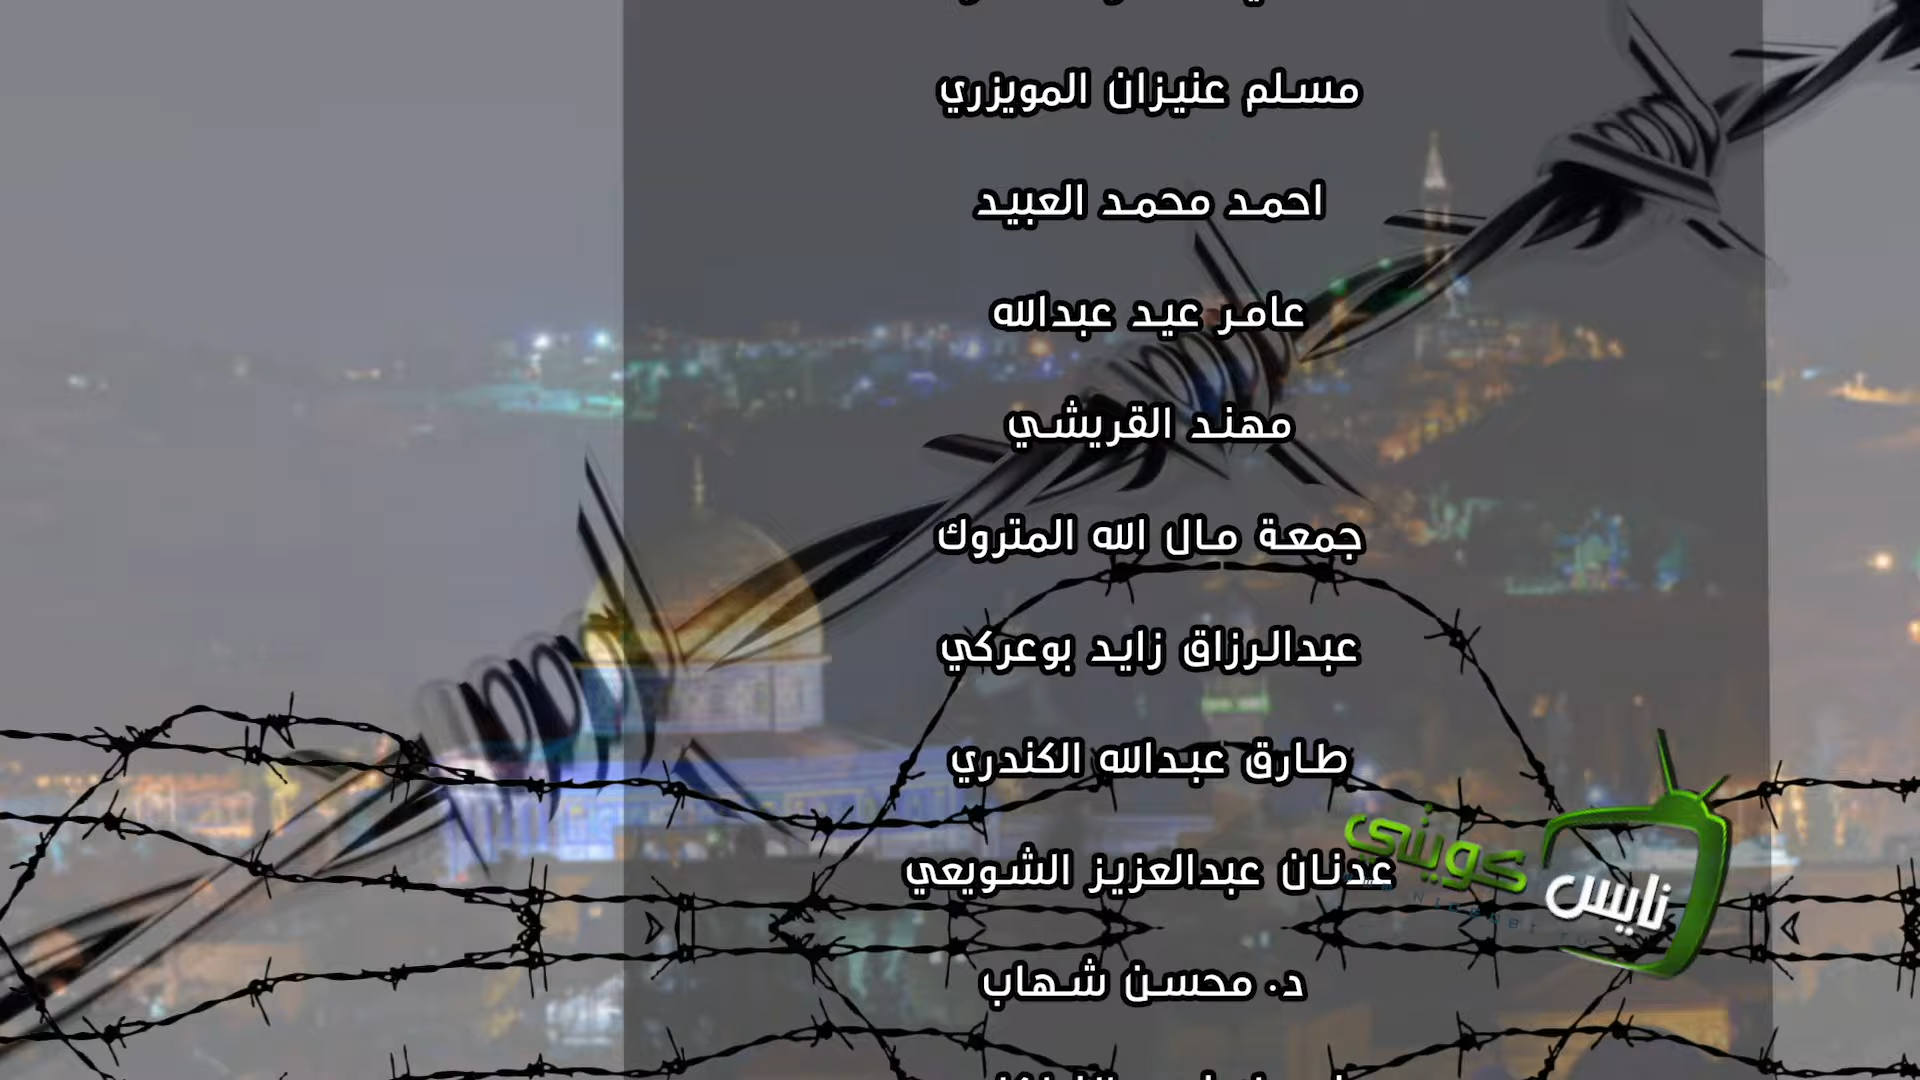 مسلم عنيزان المويزري
احمد محمد العبيد
عامر عيد عبدالله
مهند القريشي
جمعة مال الله المتروك
عبدالرزاق زايد بوعركي
طارق عبدالله الكندري
عدنان عبدالعزيز الشويعي
د. محسن شهاب
نايس كويتي